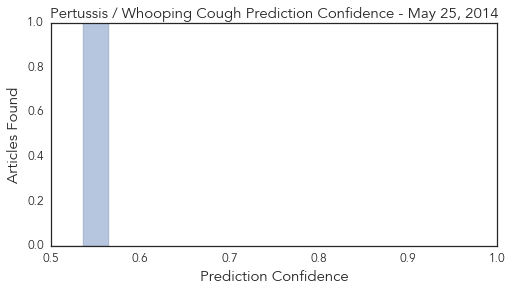 Pertussis / Whooping Cough Prediction Confidence - May 25, 2014
1.0
0.8
0.6
0.4
0.2
0.0
Articles Found
0.5 0.6 0.7 0.8 0.9 1.0
Prediction Confidence